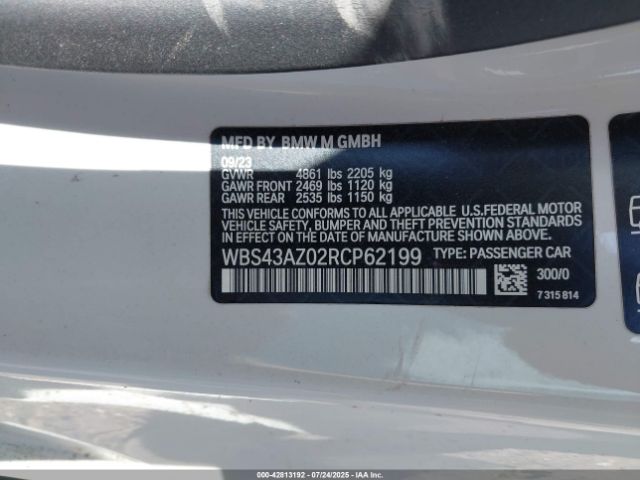 MFD BY BMW M GMBH
09/23
GVWR 4861 lbs 2205 kg
GAWR FRONT 2469 lbs 1120 kg
GAWR REAR 2535 lbs 1150 kg
THIS VEHICLE CONFORMS TO ALL APPLICABLE U.S.FEDERAL MOTOR
VEHICLE SAFETY, BUMPER, AND THEFT PREVENTION
STANDARDS IN EFFECT ON THE DATE OF MANUFACTURE SHOWN ABOVE.
WBS43AZ02RCP62199 TYPE: PASSENGER CAR
300/0
7 315 814
000-42813192 - 07/24/2025 - IAAI.COM